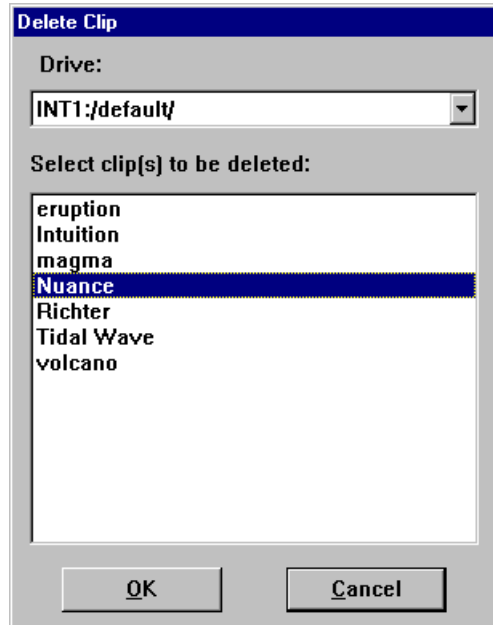 Delete Clip
Drive:
INT1:/default/
Select clip(s) to be deleted:
eruption
Intuition
magma
Nuance
Richter
Tidal Wave
volcano
OK
Cancel